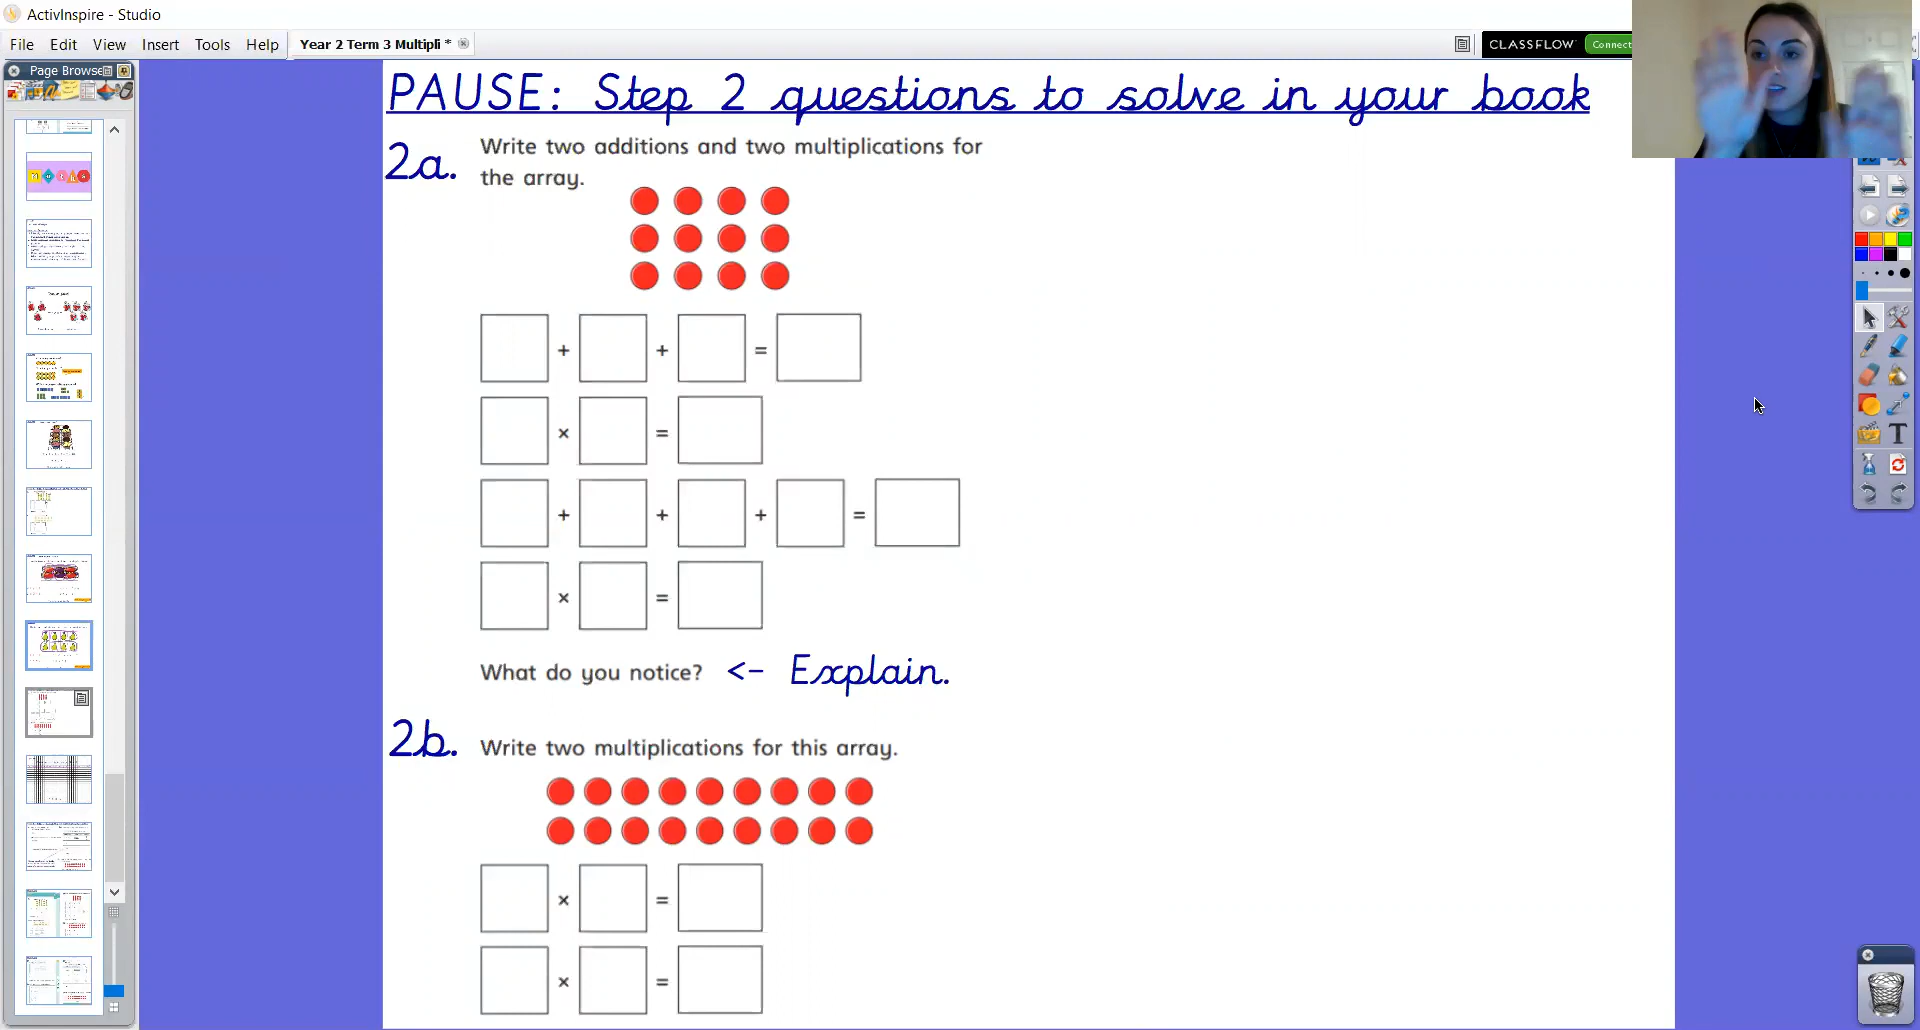 ActivInspire - Studio
File Edit View Insert Tools Help Year 2 Term 3 Multipli *
CLASSFLOW Connect
Page Browse
PAUSE: Step 2 questions to solve in your book
2a. Write two additions and two multiplications for
the array.
+ + =
× =
+ + + =
× =
What do you notice? <- Explain.
2b. Write two multiplications for this array.
× =
× =